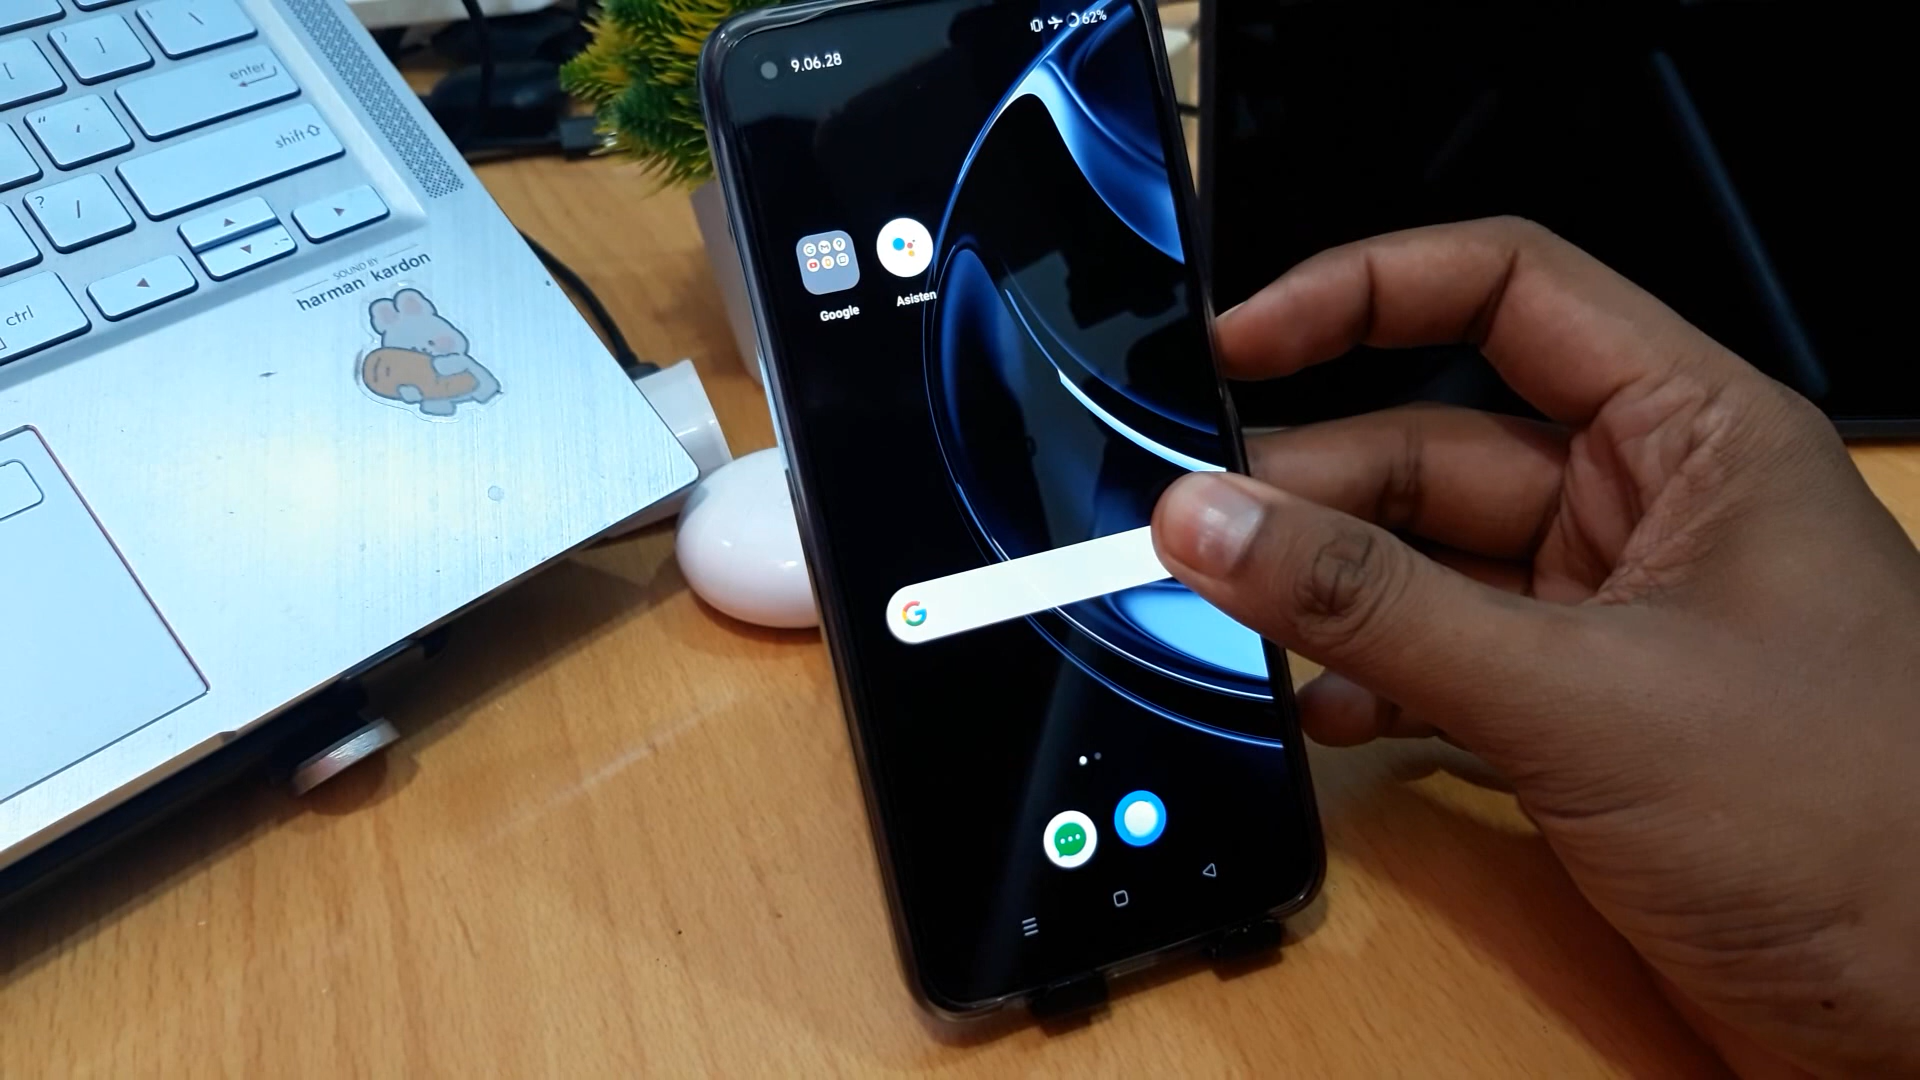 \
enter
shift
ctrl
SOUND BY
harman kardon
9.06.28
62%
Google
Asisten
G